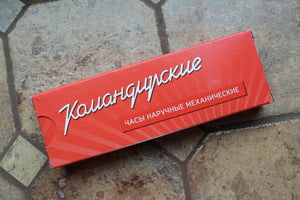 Командирские
ЧАСЫ НАРУЧНЫЕ МЕХАНИЧЕСКИЕ